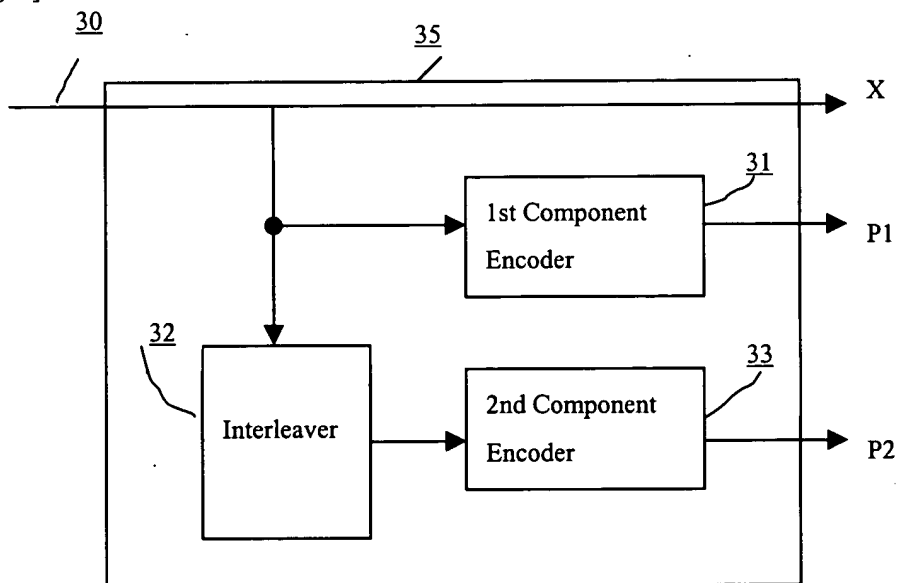 30
35
X
31
1st Component
Encoder
P1
32
Interleaver
33
2nd Component
Encoder
P2